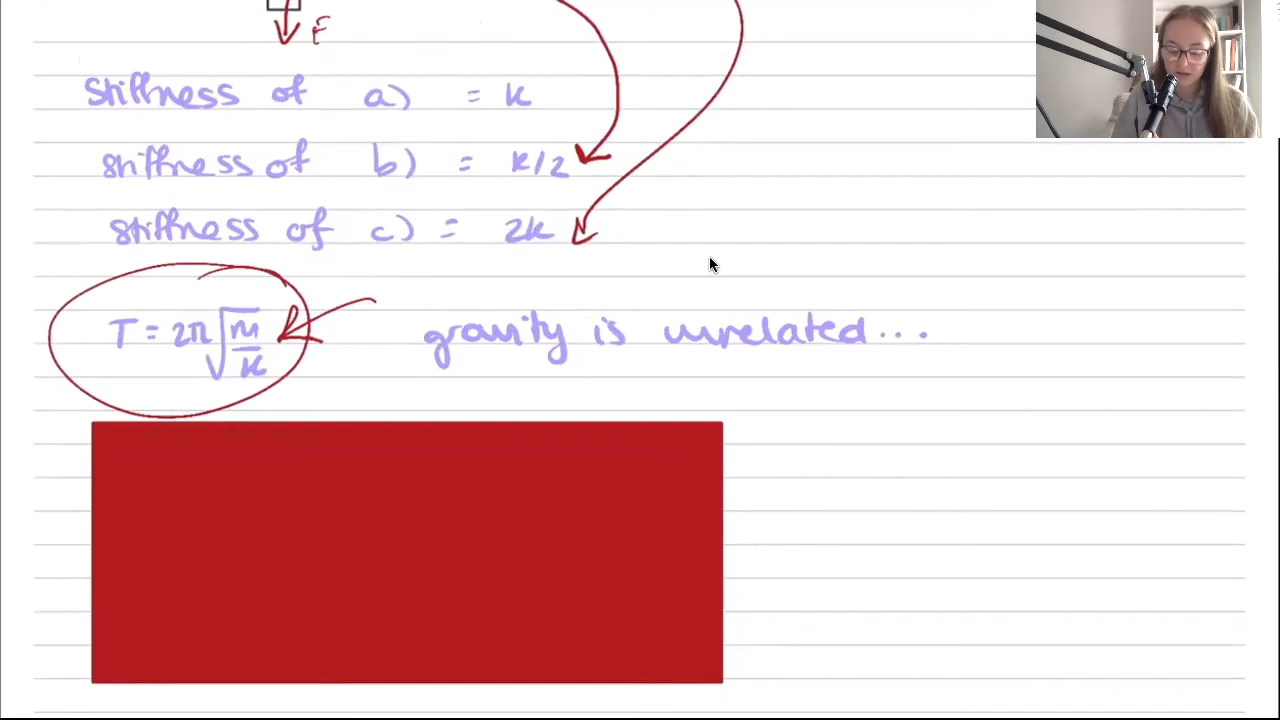 F
Stiffness of a) = k
stiffness of b) = k/2
stiffness of c) = 2k
T = 2π√m/k gravity is unrelated...